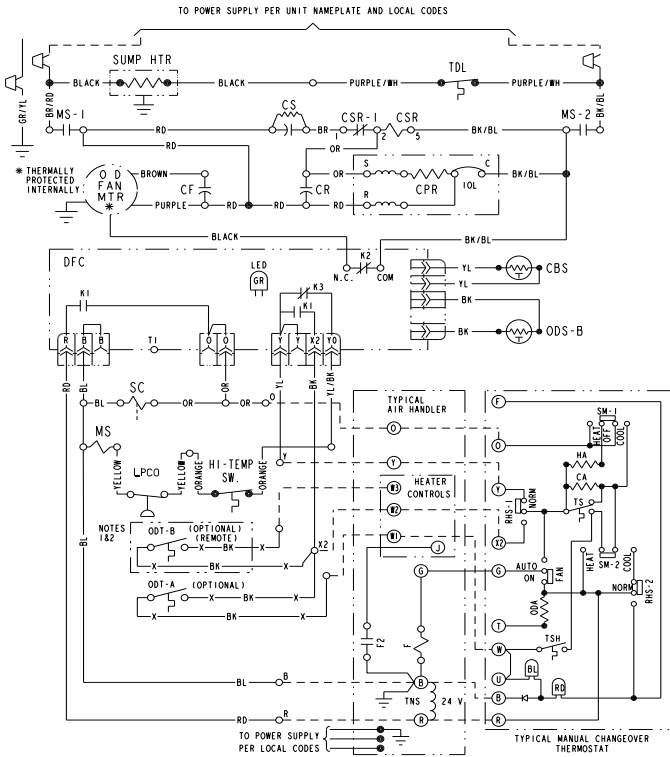 TO POWER SUPPLY PER UNIT NAMEPLATE AND LOCAL CODES
SUMP HTR
TDL
BLACK
BLACK
PURPLE/WH
PURPLE/WH
GR/YL
BR/RD
BK/BL
MS-1
CS
CSR-1
CSR
MS-2
RD
BR
1
2
5
BK/BL
RD
OR
* THERMALLY
PROTECTED
INTERNALLY
O D
FAN
MTR
*
BROWN
CF
CR
OR
S
C
BK/BL
CPR
IOL
PURPLE
RD
RD
RD
R
BLACK
BK/BL
DFC
LED
GR
K2
N.C.
COM
YL
CBS
YL
BK
BK
ODS-B
K3
K1
K1
R
B
B
T1
O
O
Y
Y
X2
YO
RD
BL
OR
YL
BK
YL/BK
SC
BL
OR
OR
O
MS
YELLOW
LPCO
YELLOW
ORANGE
HI-TEMP
SW.
ORANGE
Y
NOTES
1&2
ODT-B
(OPTIONAL)
(REMOTE)
X
BK
X
X2
ODT-A
(OPTIONAL)
X
BK
X
X
BK
X
BL
BL
B
RD
R
TYPICAL
AIR HANDLER
O
Y
W3
HEATER
CONTROLS
W2
W1
J
G
F2
F
B
TNS
24 V
R
TO POWER SUPPLY
PER LOCAL CODES
F
SM-1
HEAT
OFF
COOL
O
HA
CA
Y
RHS-1
NORM
TS
X2
HEAT
SM-2
COOL
G
AUTO
ON
FAN
NORM
RHS-2
ODA
T
TSH
W
U
BL
RD
B
R
TYPICAL MANUAL CHANGEOVER
THERMOSTAT